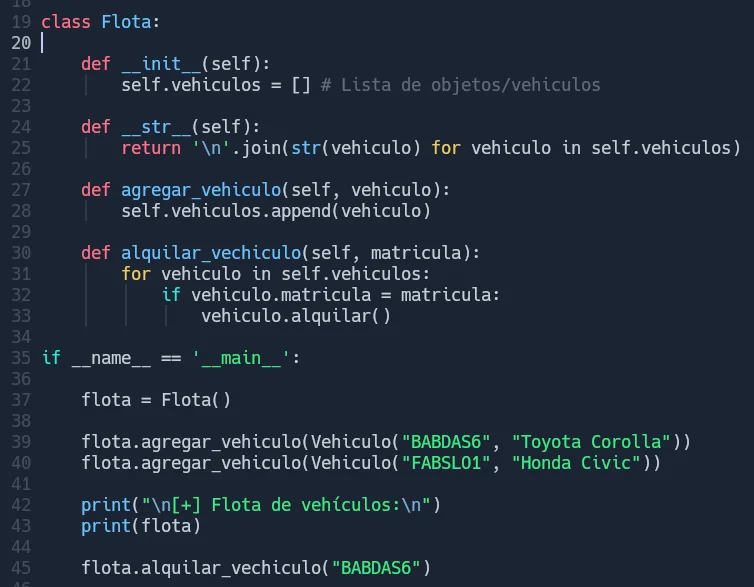 18
19 class Flota:
20
21     def __init__(self):
22         self.vehiculos = [] # Lista de objetos/vehiculos
23
24     def __str__(self):
25         return '\n'.join(str(vehiculo) for vehiculo in self.vehiculos)
26
27     def agregar_vehiculo(self, vehiculo):
28         self.vehiculos.append(vehiculo)
29
30     def alquilar_vechiculo(self, matricula):
31         for vehiculo in self.vehiculos:
32             if vehiculo.matricula = matricula:
33                 vehiculo.alquilar()
34
35 if __name__ == '__main__':
36
37     flota = Flota()
38
39     flota.agregar_vehiculo(Vehiculo("BABDAS6", "Toyota Corolla"))
40     flota.agregar_vehiculo(Vehiculo("FABSLO1", "Honda Civic"))
41
42     print("\n[+] Flota de vehículos:\n")
43     print(flota)
44
45     flota.alquilar_vechiculo("BABDAS6")
46